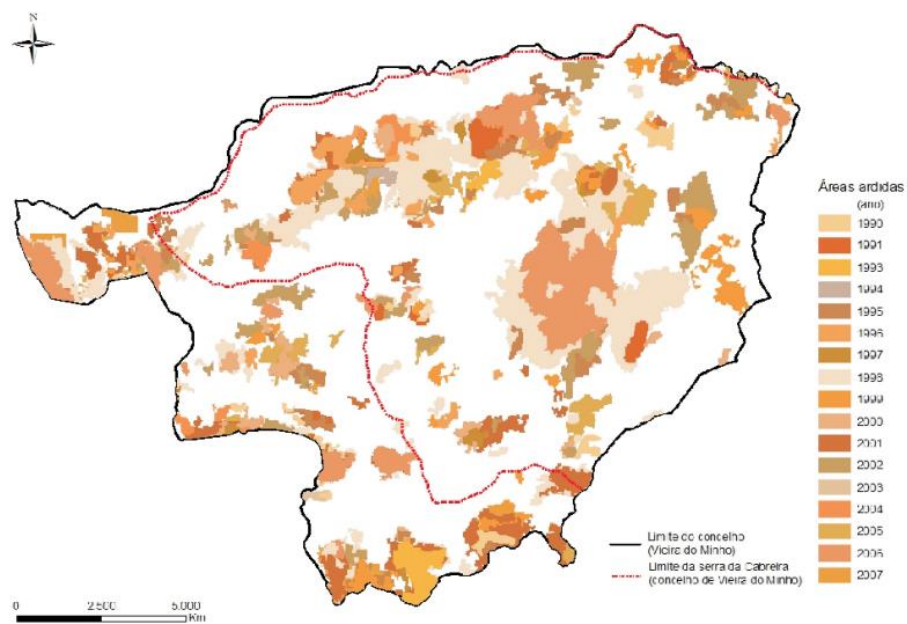 N
Áreas ardidas
(ano)
1990
1991
1993
1994
1995
1996
1997
1998
1999
2000
2001
2002
2003
2004
2005
2006
2007
Limite do concelho
(Vieira do Minho)
Limite da serra da Cabreira
(concelho de Vieira do Minho)
0 2.500 5.000
Km